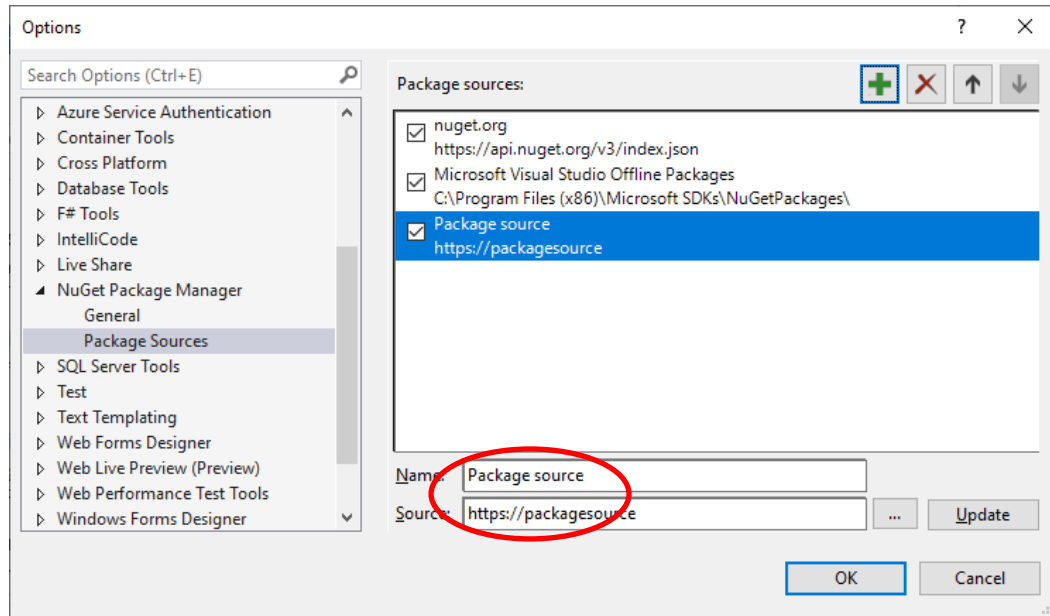 Options
?
Search Options (Ctrl+E)
Azure Service Authentication
Container Tools
Cross Platform
Database Tools
F# Tools
IntelliCode
Live Share
NuGet Package Manager
General
Package Sources
SQL Server Tools
Test
Text Templating
Web Forms Designer
Web Live Preview (Preview)
Web Performance Test Tools
Windows Forms Designer
Package sources:
nuget.org
https://api.nuget.org/v3/index.json
Microsoft Visual Studio Offline Packages
C:\Program Files (x86)\Microsoft SDKs\NuGetPackages\
Package source
https://packagesource
Name: Package source
Source: https://packagesource
... Update
OK Cancel